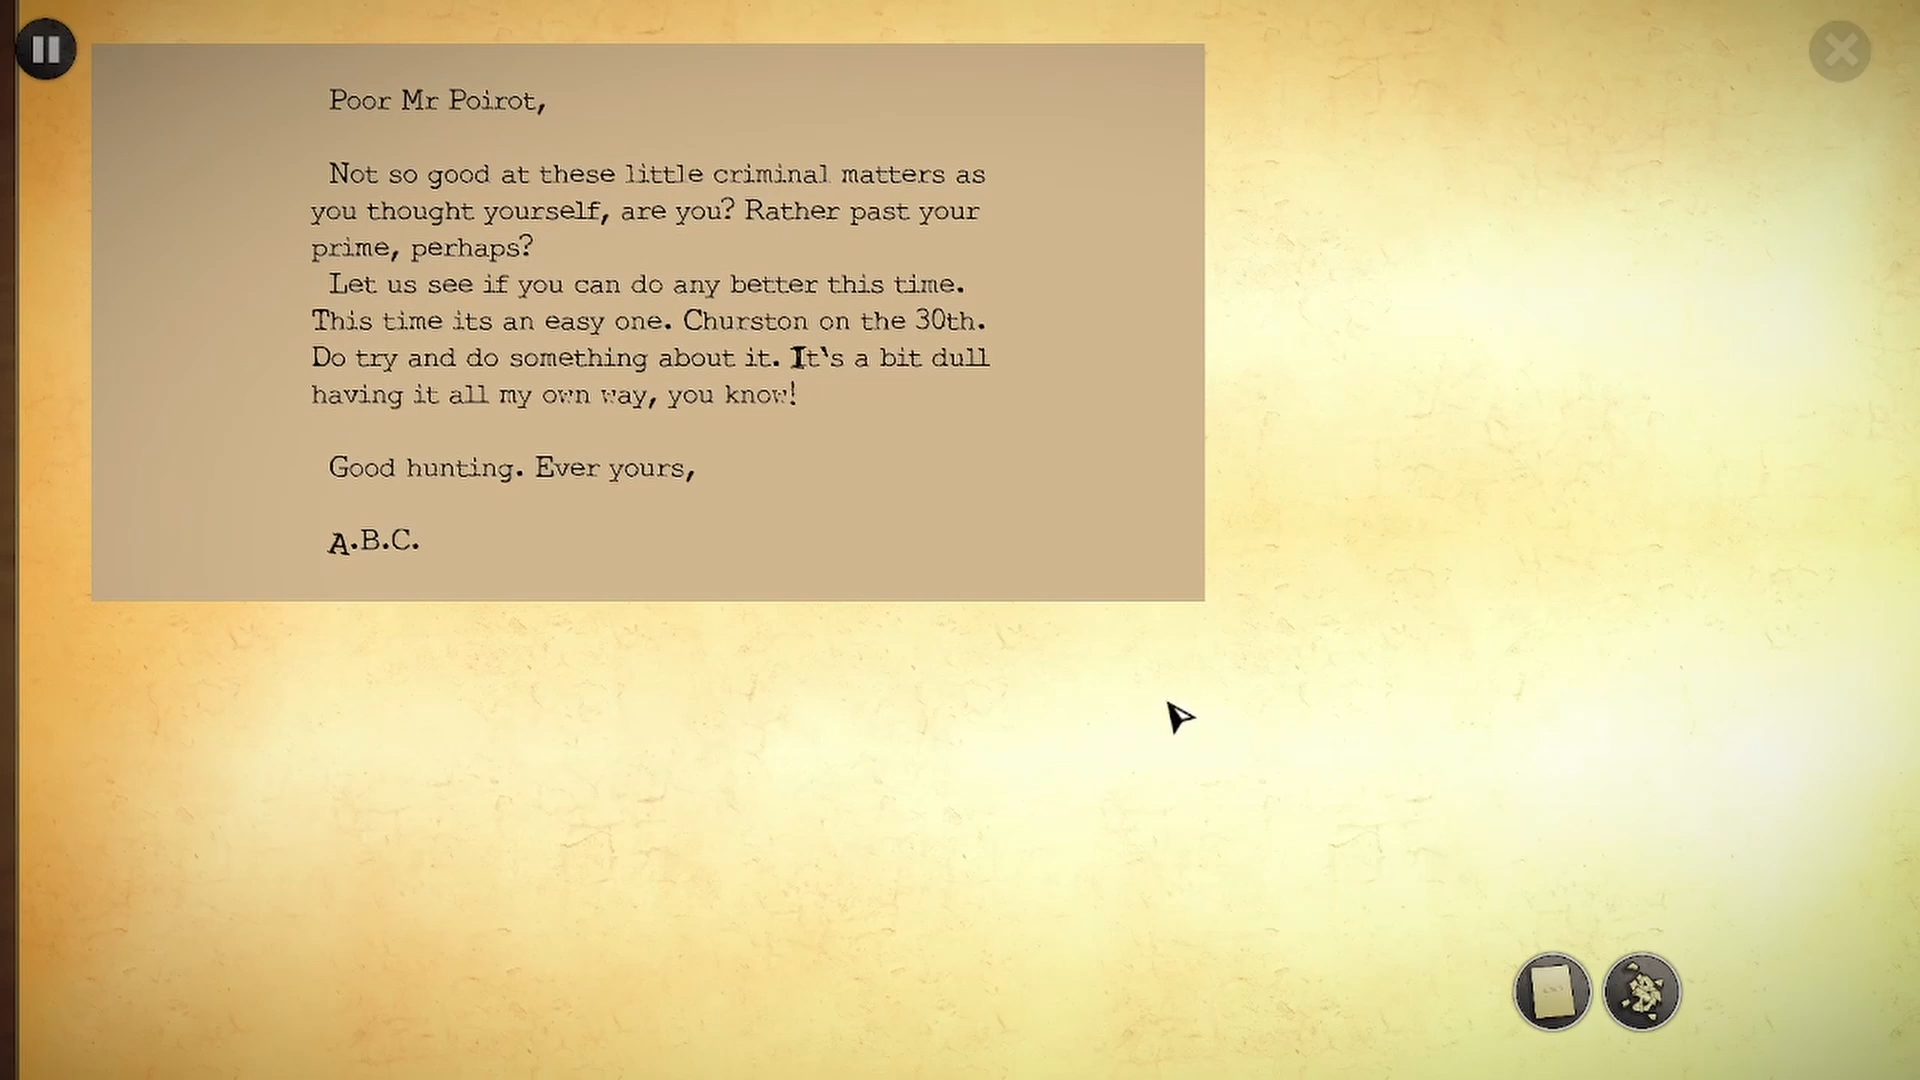 Poor Mr Poirot,
Not so good at these little criminal matters as
you thought yourself, are you? Rather past your
prime, perhaps?
Let us see if you can do any better this time.
This time its an easy one. Churston on the 30th.
Do try and do something about it. It's a bit dull
having it all my own way, you know!
Good hunting. Ever yours,
A.B.C.